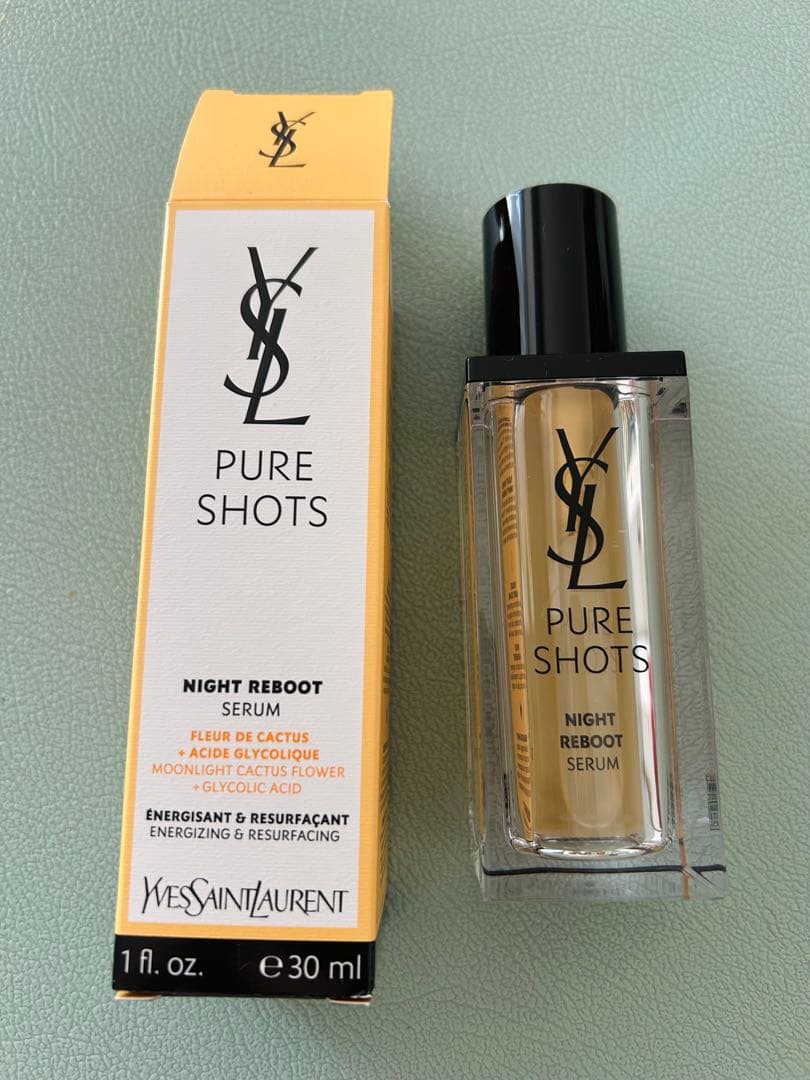 YSL
YSL
PURE
SHOTS
NIGHT REBOOT
SERUM
FLEUR DE CACTUS
+ ACIDE GLYCOLIQUE
MOONLIGHT CACTUS FLOWER
+ GLYCOLIC ACID
ÉNERGISANT & RESURFAÇANT
ENERGIZING & RESURFACING
YVESSAINTLAURENT
1 fl. oz. e 30 ml
YSL
PURE
SHOTS
NIGHT
REBOOT
SERUM